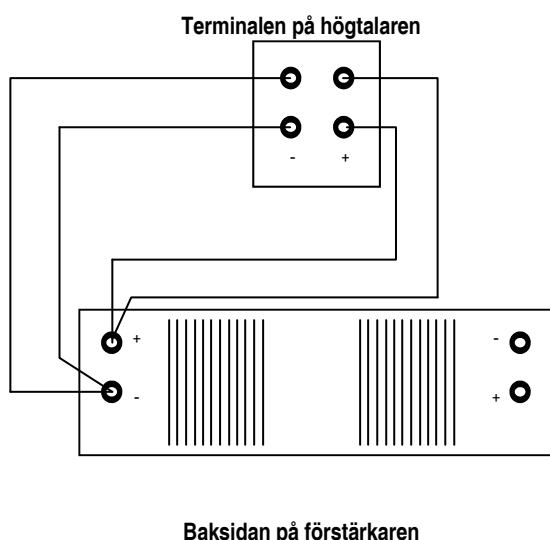 Terminalen på högtalaren
- +
+ -
- +
Baksidan på förstärkaren